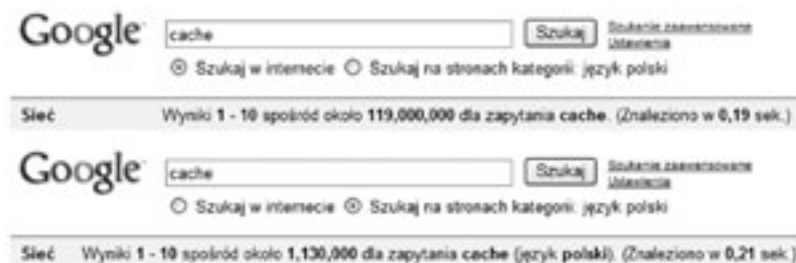 Google cache Szukaj Szukanie zaawansowane
Ustawienia
Szukaj w internecie Szukaj na stronach kategorii: język polski
Sieć Wyniki 1 - 10 spośród około 119,000,000 dla zapytania cache. (Znaleziono w 0,19 sek.)
Google cache Szukaj Szukanie zaawansowane
Ustawienia
Szukaj w internecie Szukaj na stronach kategorii: język polski
Sieć Wyniki 1 - 10 spośród około 1,130,000 dla zapytania cache (język polski). (Znaleziono w 0,21 sek.)